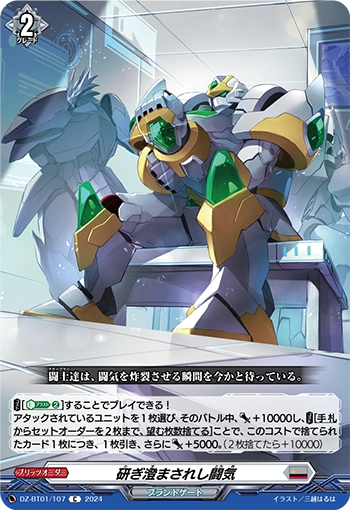 2
グレード
闘士達は、闘気を炸裂させる瞬間を今かと待っている。
[ブラスト2]することでプレイできる!
アタックされているユニットを1枚選び、そのバトル中、+10000し、[手札
からセットオーダーを2枚まで、望む枚数捨てる]ことで、このコストで捨てられ
たカード1枚につき、1枚引き、さらに+5000。(2枚捨てたら+10000)
ブリッツオーダー
研ぎ澄まされし闘気
ブラントゲート
DZ-BT01/107 C 2024
イラスト/三越はるは